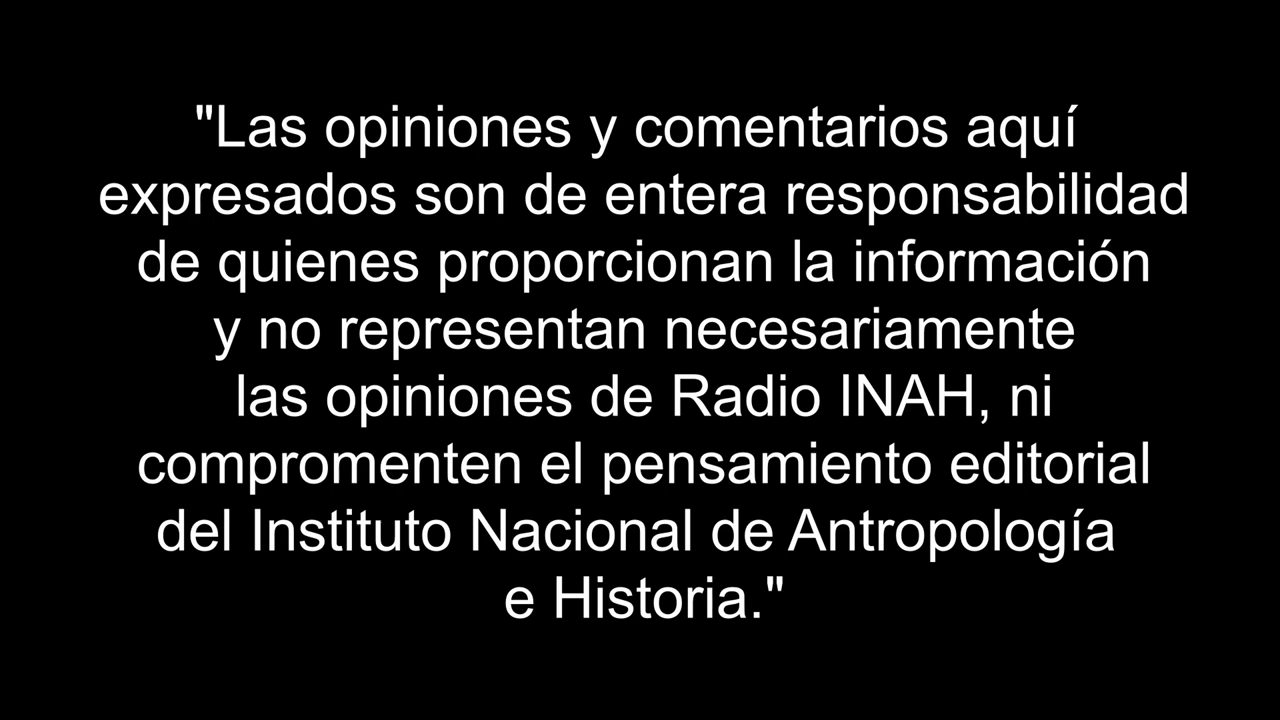 "Las opiniones y comentarios aquí
expresados son de entera responsabilidad
de quienes proporcionan la información
y no representan necesariamente
las opiniones de Radio INAH, ni
compromenten el pensamiento editorial
del Instituto Nacional de Antropología
e Historia."